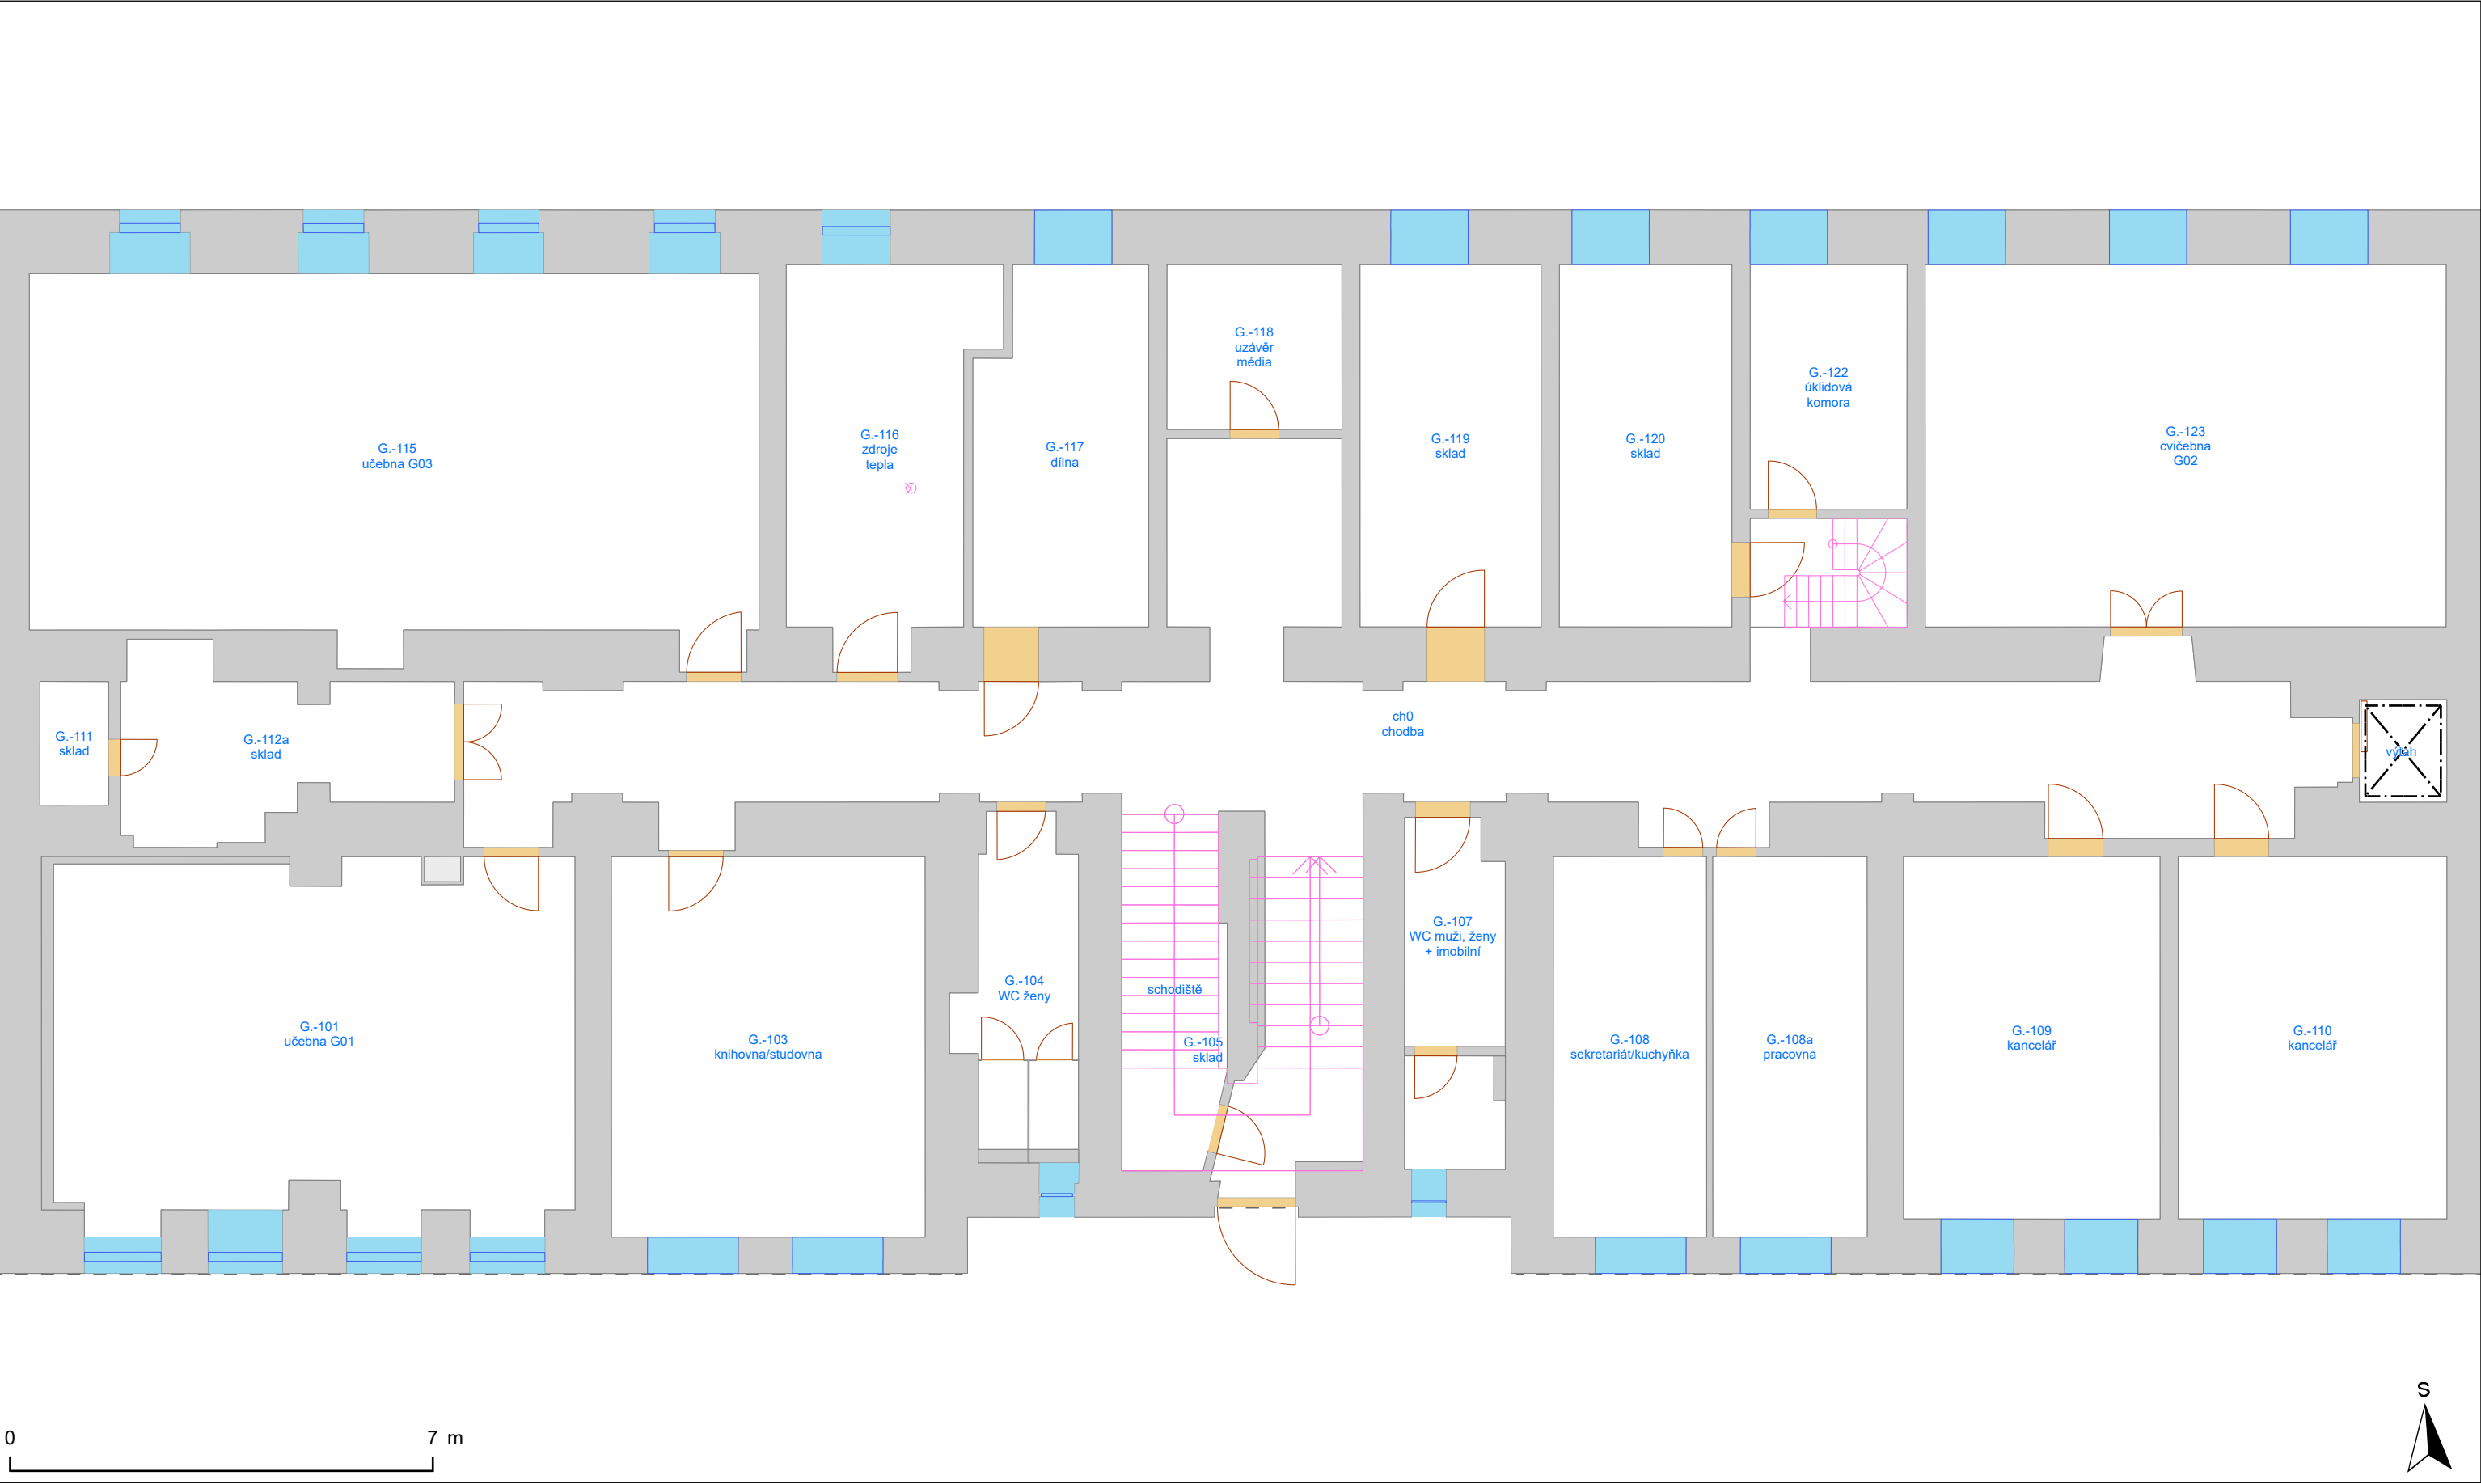 G.-118
uzávěr
média
G.-122
úklidová
komora
G.-115
učebna G03
G.-116
zdroje
tepla
G.-117
dílna
G.-119
sklad
G.-120
sklad
G.-123
cvičebna
G02
G.-111
sklad
G.-112a
sklad
ch0
chodba
výtah
G.-101
učebna G01
G.-103
knihovna/studovna
G.-104
WC ženy
schodiště
G.-105
sklad
G.-107
WC muži, ženy
+ imobilní
G.-108
sekretariát/kuchyňka
G.-108a
pracovna
G.-109
kancelář
G.-110
kancelář
S
0 7 m